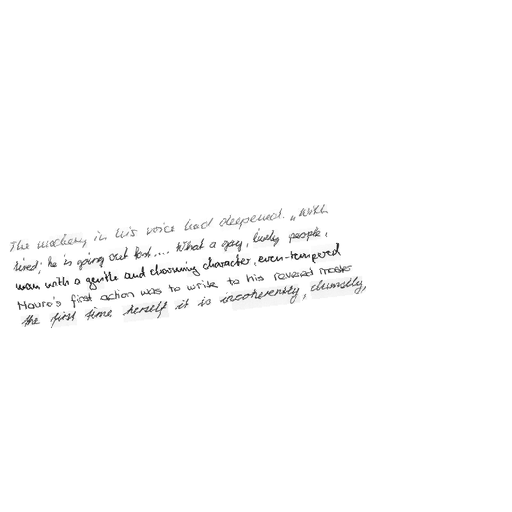 The mockery in his voice had deepened. "With
tired; he is going out fast.... What a gay, lively people,
man with a gentle and charming character, even-tempered
Mauro's first action was to write to his revered master
the first time herself it is incoherently, clumsily,